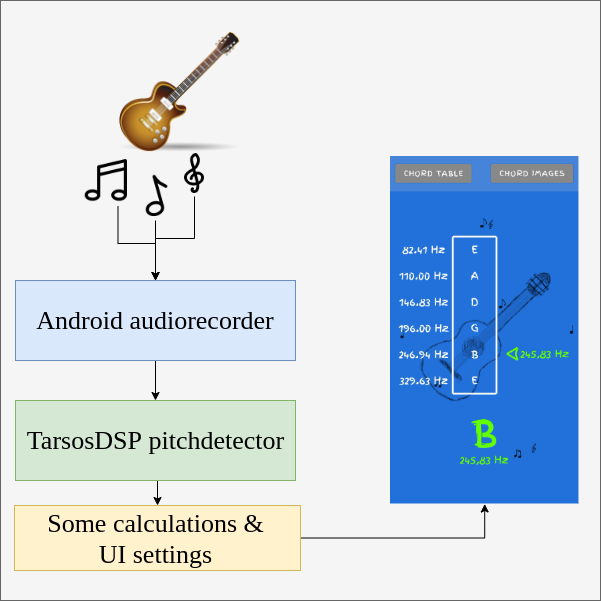 Android audiorecorder
TarsosDSP pitchdetector
Some calculations &
UI settings
CHORD TABLE CHORD IMAGES
82.41 Hz E
110.00 Hz A
146.83 Hz D
196.00 Hz G
246.94 Hz B 245,83 Hz
329.63 Hz E
B
245,83 Hz